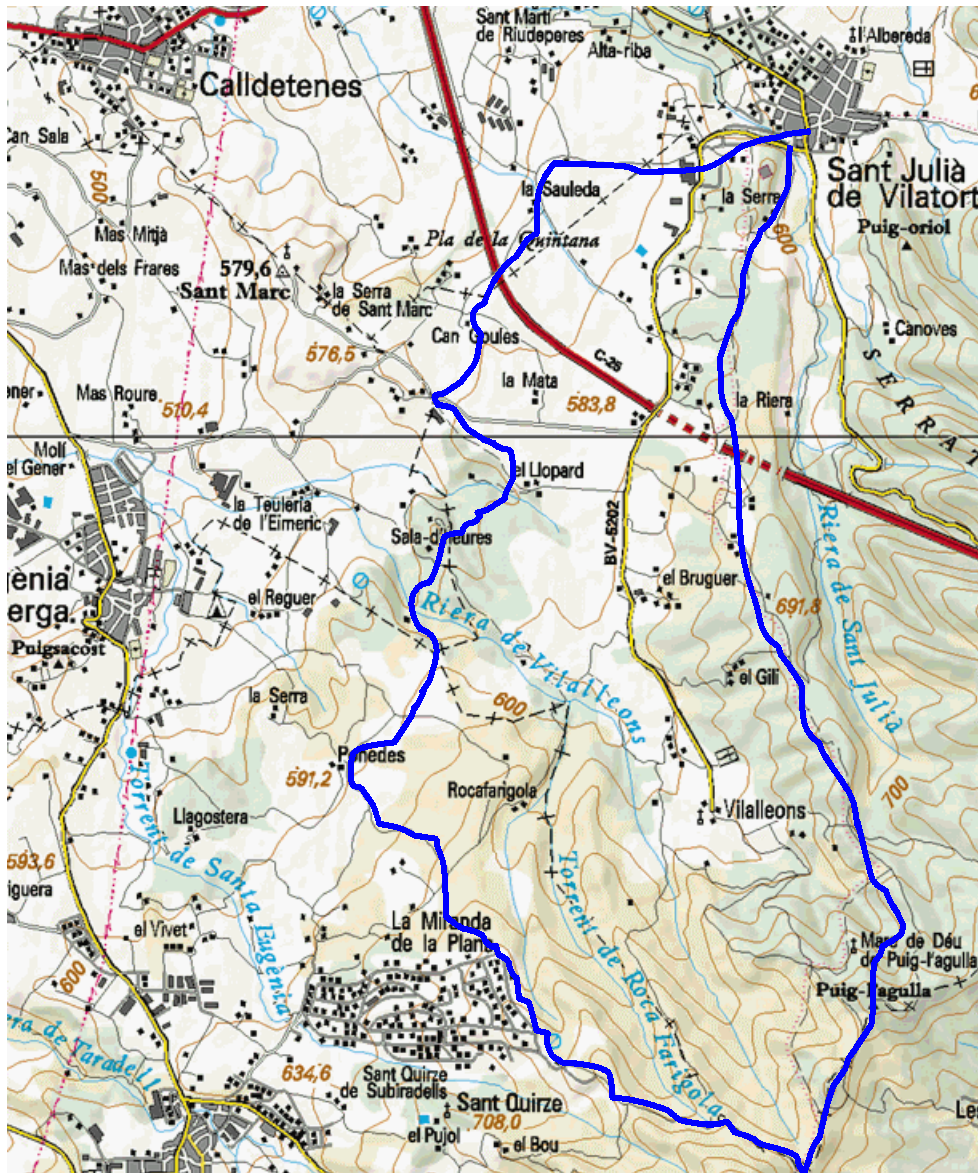 Sant Martí
de Riudeperes
Alta-riba
l'Albereda
Calldetenes
Can Sala
500
Sant Julià
de Vilatort
la Sauleda
la Serra
Mas Mitjà
Pla de la Quintana
600
Puig-oriol
Mas dels Frares
579,6
Sant Marc
la Serra
de Sant Marc
Can Goules
Canoves
576,5
C-25
SERRAT
la Mata
583,8
Mas Roure
510,4
la Riera
Molí
el Gener
el Llopard
la Teuleria
de l'Eimeric
BV-5202
Sala-d'heures
Riera de Sant Julià
el Bruguer
el Reguer
Riera de Vilalleons
691,8
Puigsacost
el Gili
la Serra
600
Penedes
591,2
Rocafarigola
700
Vilalleons
Llagostera
Torrent de Santa Eugènia
593,6
Torrent de Roca Farigola
el Vivet
La Miranda
de la Plana
Mare de Déu
de Puig-l'agulla
600
Puig-l'agulla
634,6
Sant Quirze
de Subiradells
Sant Quirze
708,0
el Pujol
el Bou